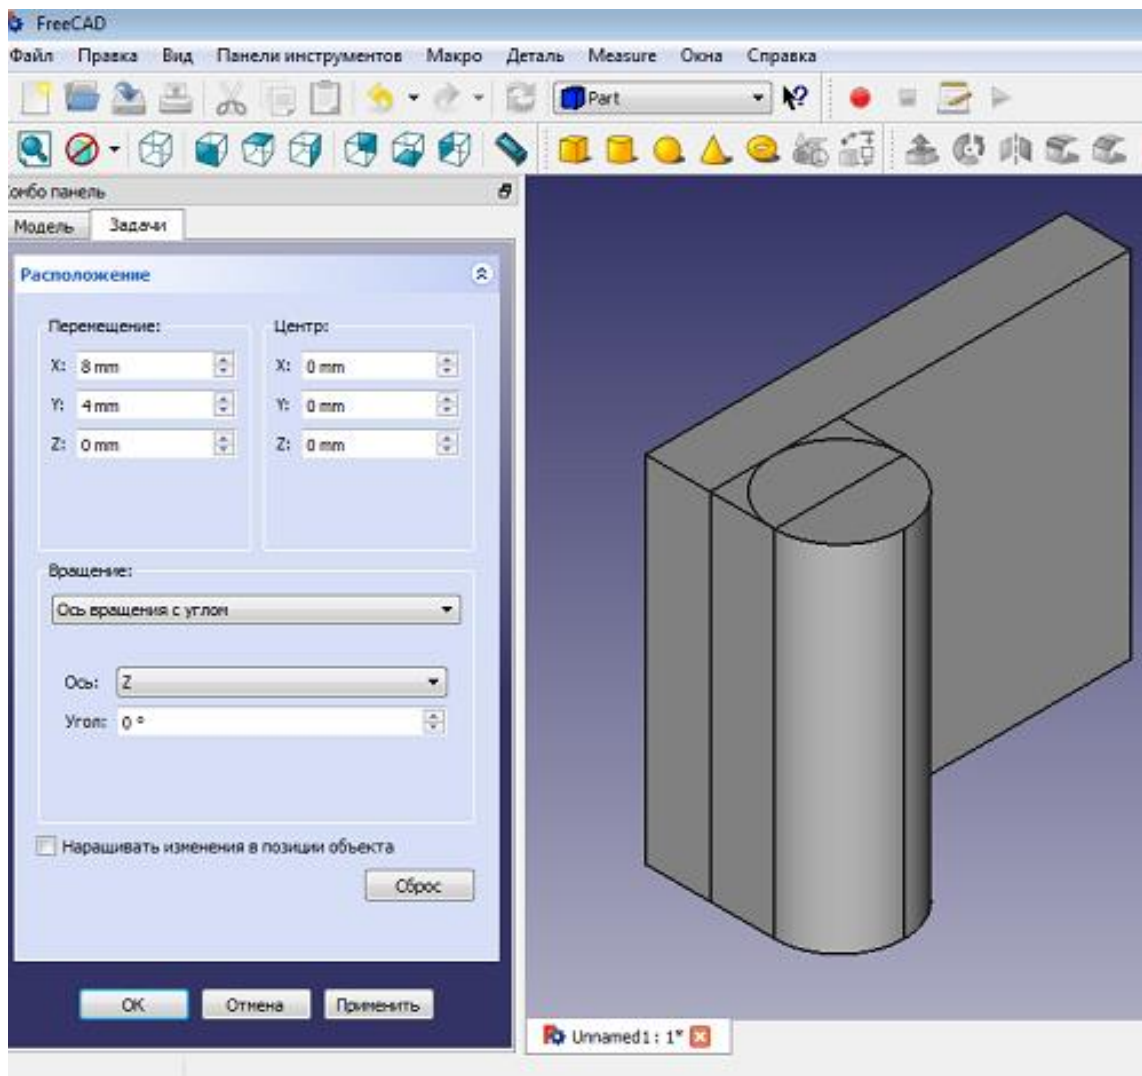 FreeCAD
Файл Правка Вид Панели инструментов Макро Деталь Measure Окна Справка
Part
панель
Модель Задачи
Расположение
Перемещение: Центр:
X: 8 mm X: 0 mm
Y: 4 mm Y: 0 mm
Z: 0 mm Z: 0 mm
Вращение:
Ось вращения с углом
Ось: Z
Угол: 0 °
Наращивать изменения в позиции объекта
Сброс
OK Отмена Применить
Unnamed1 : 1*